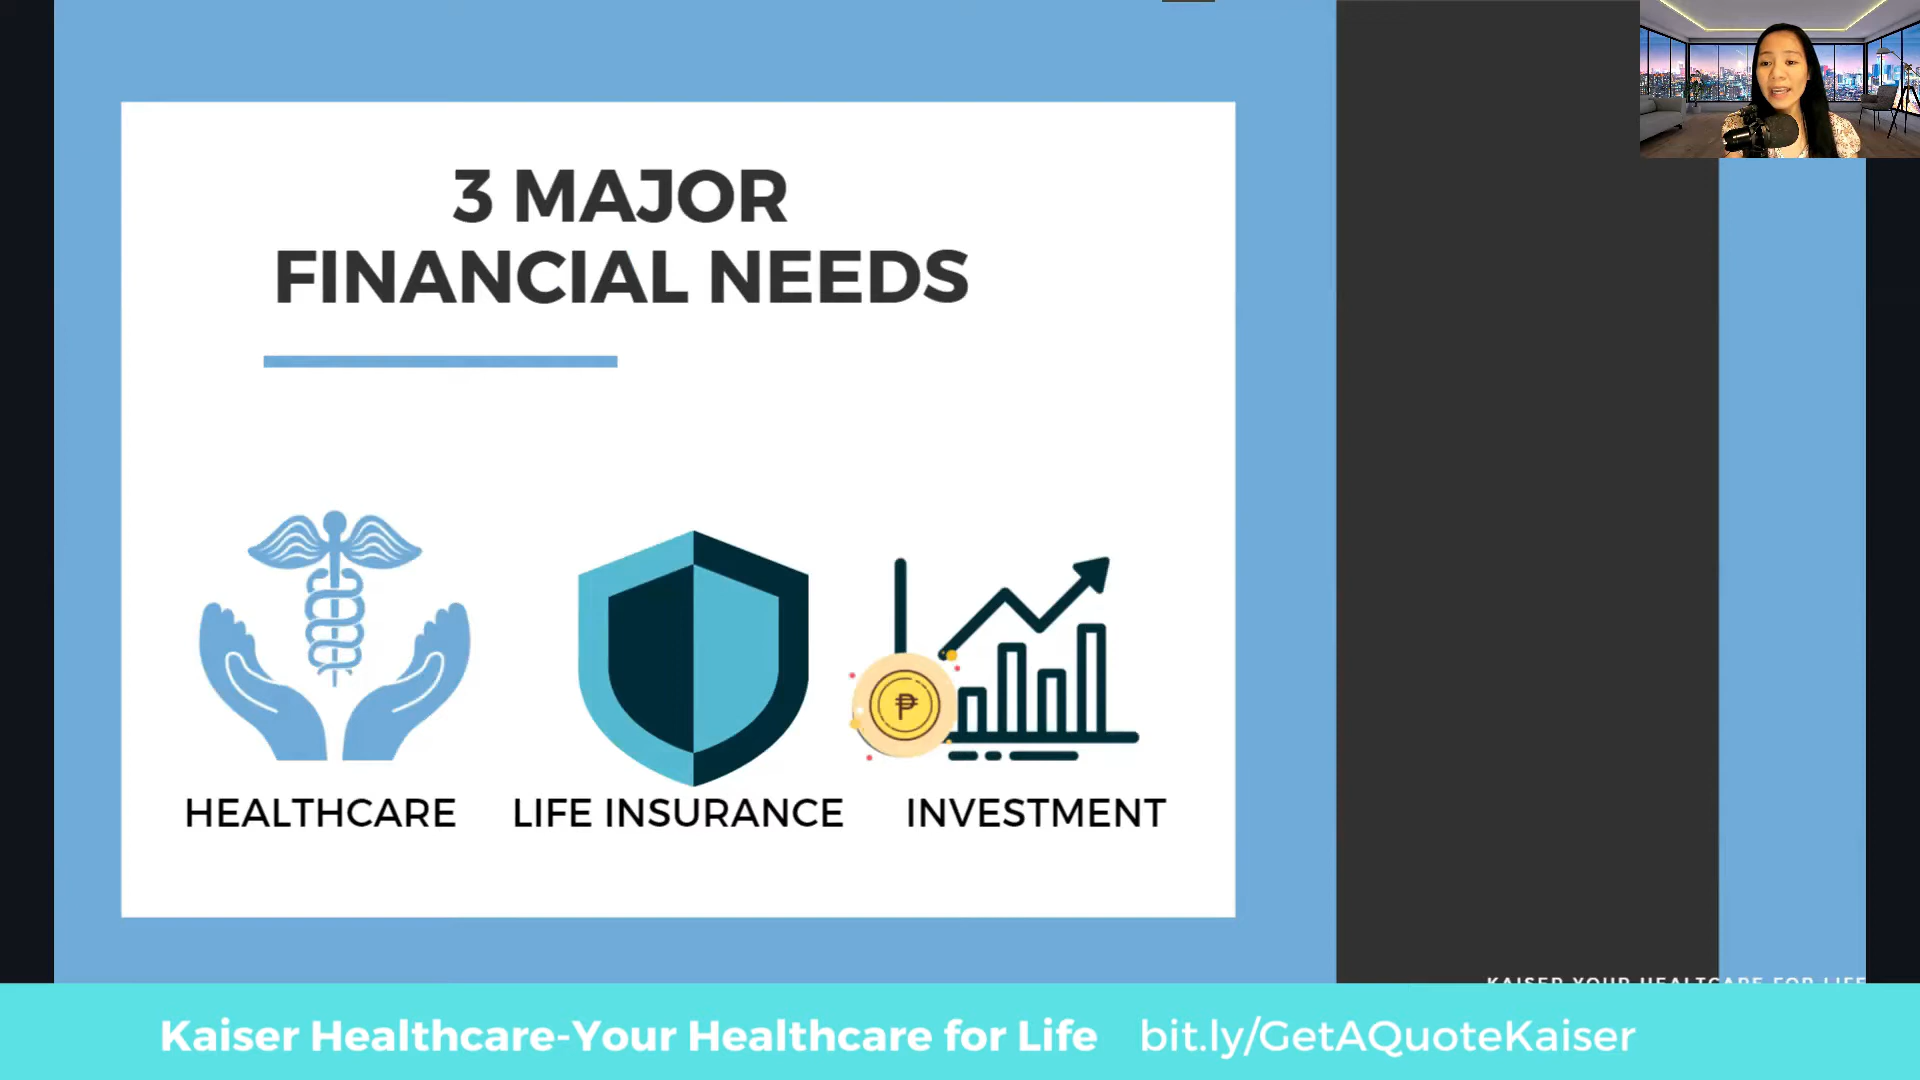 3 MAJOR
FINANCIAL NEEDS
₱
HEALTHCARE
LIFE INSURANCE
INVESTMENT
KAISER YOUR HEALTCARE FOR LIFE
Kaiser Healthcare-Your Healthcare for Life
bit.ly/GetAQuoteKaiser